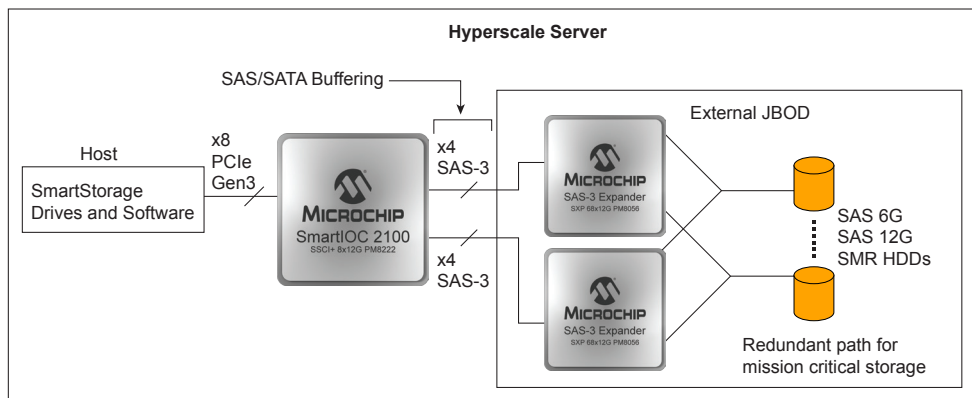 Hyperscale Server
SAS/SATA Buffering
External JBOD
Host
SmartStorage
Drives and Software
x8
PCIe
Gen3
MICROCHIP
SmartIOC 2100
SSCI+ 8x12G PM8222
x4
SAS-3
x4
SAS-3
MICROCHIP
SAS-3 Expander
SXP 68x12G PM8056
MICROCHIP
SAS-3 Expander
SXP 68x12G PM8056
SAS 6G
SAS 12G
SMR HDDs
Redundant path for
mission critical storage